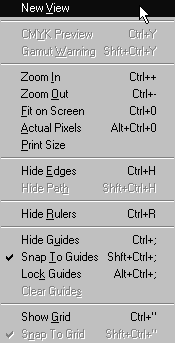 New View
CMYK Preview Ctrl+Y
Gamut Warning Shft+Ctrl+Y
Zoom In Ctrl++
Zoom Out Ctrl+-
Fit on Screen Ctrl+0
Actual Pixels Alt+Ctrl+0
Print Size
Hide Edges Ctrl+H
Hide Path Shft+Ctrl+H
Hide Rulers Ctrl+R
Hide Guides Ctrl+;
Snap To Guides Shft+Ctrl+;
Lock Guides Alt+Ctrl+;
Clear Guides
Show Grid Ctrl+"
Snap To Grid Shft+Ctrl+"